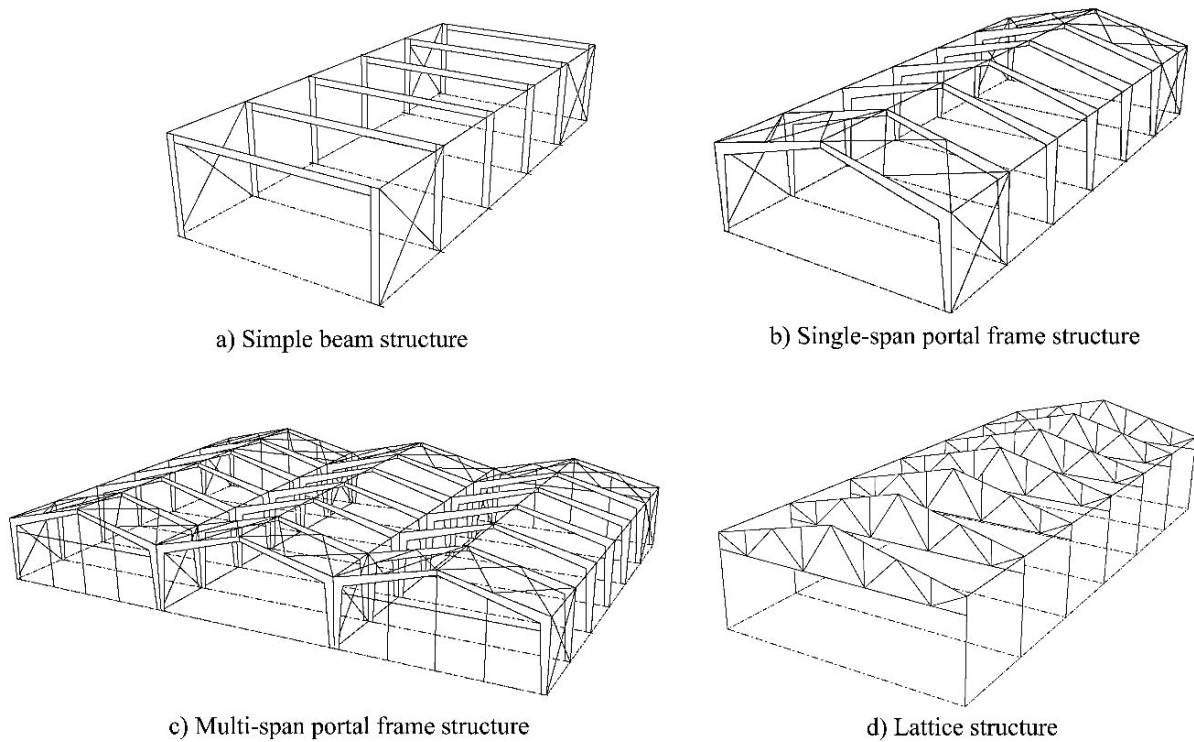 a) Simple beam structure
b) Single-span portal frame structure
c) Multi-span portal frame structure
d) Lattice structure